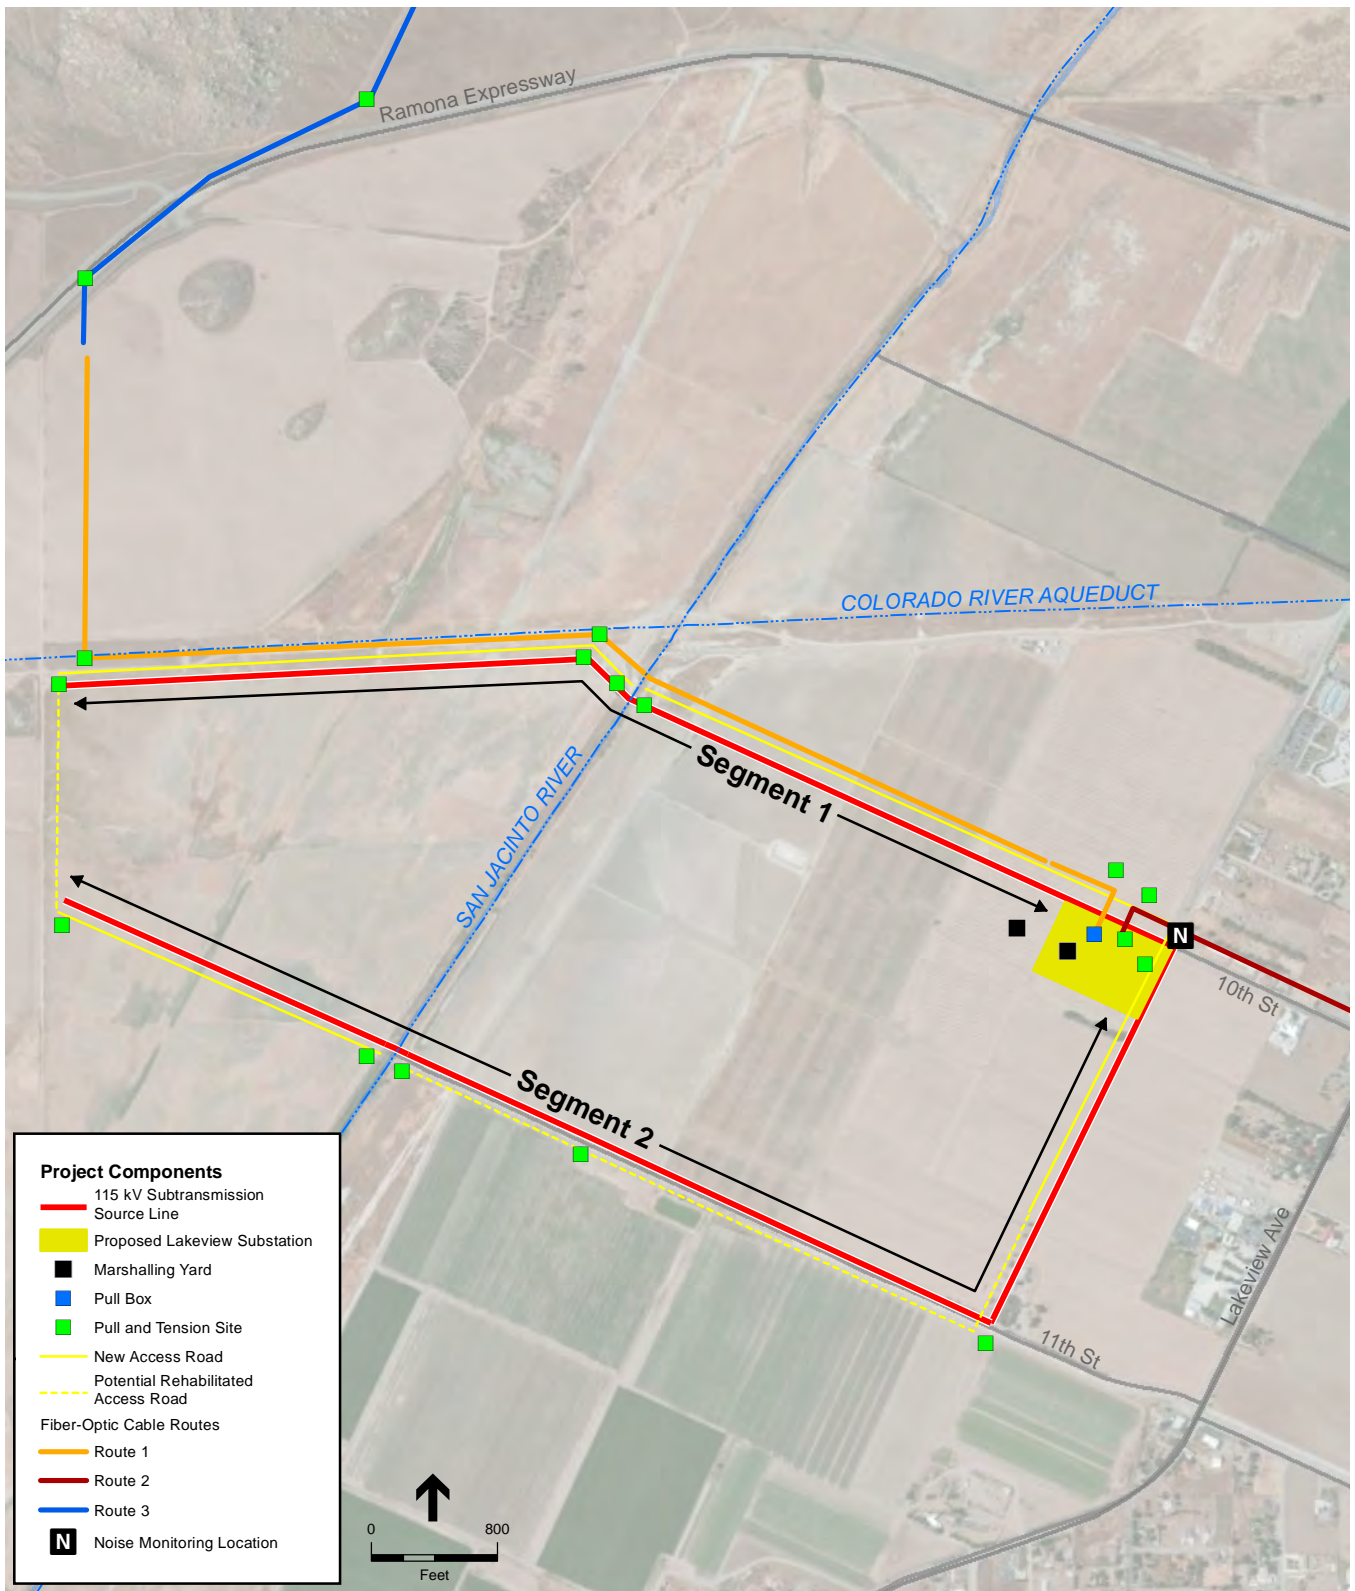 Ramona Expressway
COLORADO RIVER AQUEDUCT
SAN JACINTO RIVER
Segment 1
N
10th St
Segment 2
Lakeview Ave
11th St
Project Components
115 kV Subtransmission
Source Line
Proposed Lakeview Substation
Marshalling Yard
Pull Box
Pull and Tension Site
New Access Road
Potential Rehabilitated
Access Road
Fiber-Optic Cable Routes
Route 1
Route 2
Route 3
N Noise Monitoring Location
0 800
Feet